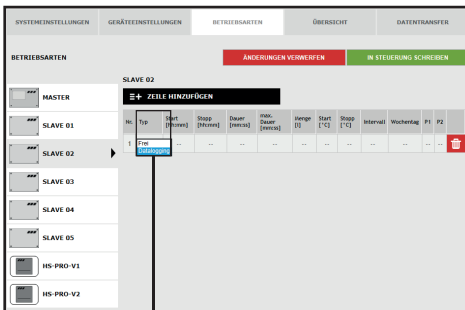 SYSTEMEINSTELLUNGEN GERÄTEEINSTELLUNGEN BETRIEBSARTEN ÜBERSICHT DATENTRANSFER
BETRIEBSARTEN ÄNDERUNGEN VERWERFEN IN STEUERUNG SCHREIBEN
SLAVE 02
ZEILE HINZUFÜGEN
MASTER
SLAVE 01
SLAVE 02
SLAVE 03
SLAVE 04
SLAVE 05
HS-PRO-V1
HS-PRO-V2
Nr. Typ Start [hh:mm] Stopp [hh:mm] Dauer [mm:ss] max. Dauer [mm:ss] Menge [l] Start [°C] Stopp [°C] Intervall Wochentag P1 P2
1 Frei -- -- -- -- -- -- -- -- -- -- --
Datalogging